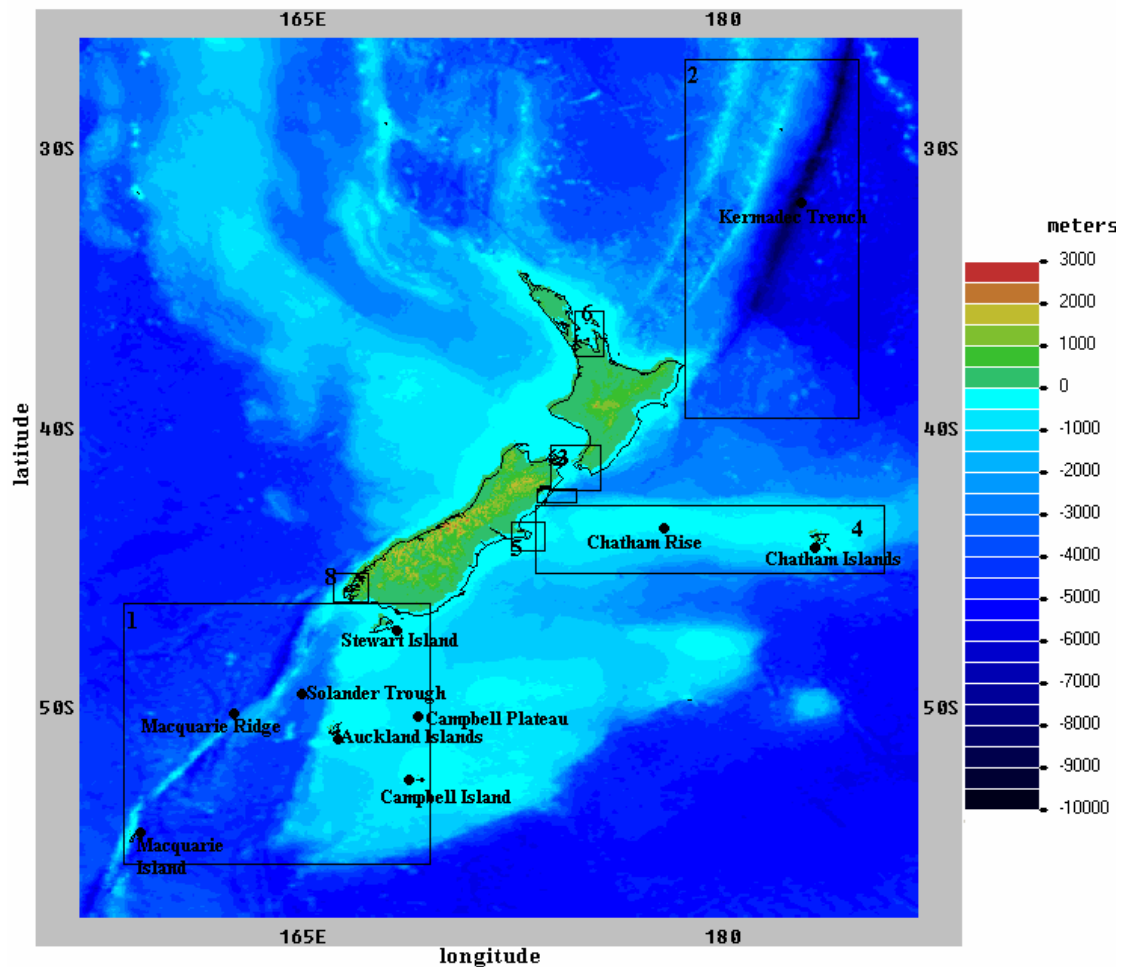 165E 180
2
30S 30S
Kermadec Trench
meters
3000
2000
1000
0
-1000
-2000
-3000
-4000
-5000
-6000
-7000
-8000
-9000
-10000
6
latitude
40S 40S
3
4
Chatham Rise
Chatham Islands
5
8
1
Stewart Island
Solander Trough
50S 50S
Macquarie Ridge
Campbell Plateau
Auckland Islands
Campbell Island
Macquarie
Island
165E 180
longitude